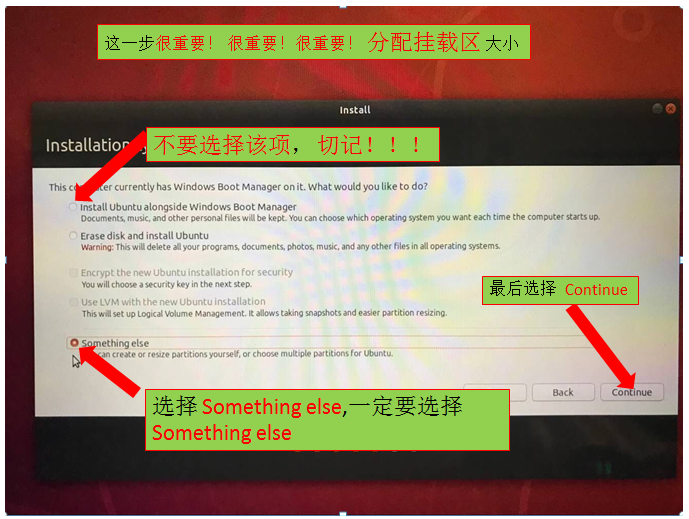 这一步很重要！ 很重要！很重要！ 分配挂载区 大小
Install
Installation
不要选择该项， 切记！！！
This computer currently has Windows Boot Manager on it. What would you like to do?
Install Ubuntu alongside Windows Boot Manager
Documents, music, and other personal files will be kept. You can choose which operating system you want each time the computer starts up.
Erase disk and install Ubuntu
Warning: This will delete all your programs, documents, photos, music, and any other files in all operating systems.
Encrypt the new Ubuntu installation for security
You will choose a security key in the next step.
最后选择 Continue
Use LVM with the new Ubuntu installation
This will set up Logical Volume Management. It allows taking snapshots and easier partition resizing.
Something else
can create or resize partitions yourself, or choose multiple partitions for Ubuntu.
Back
Continue
选择 Something else,一定要选择
Something else